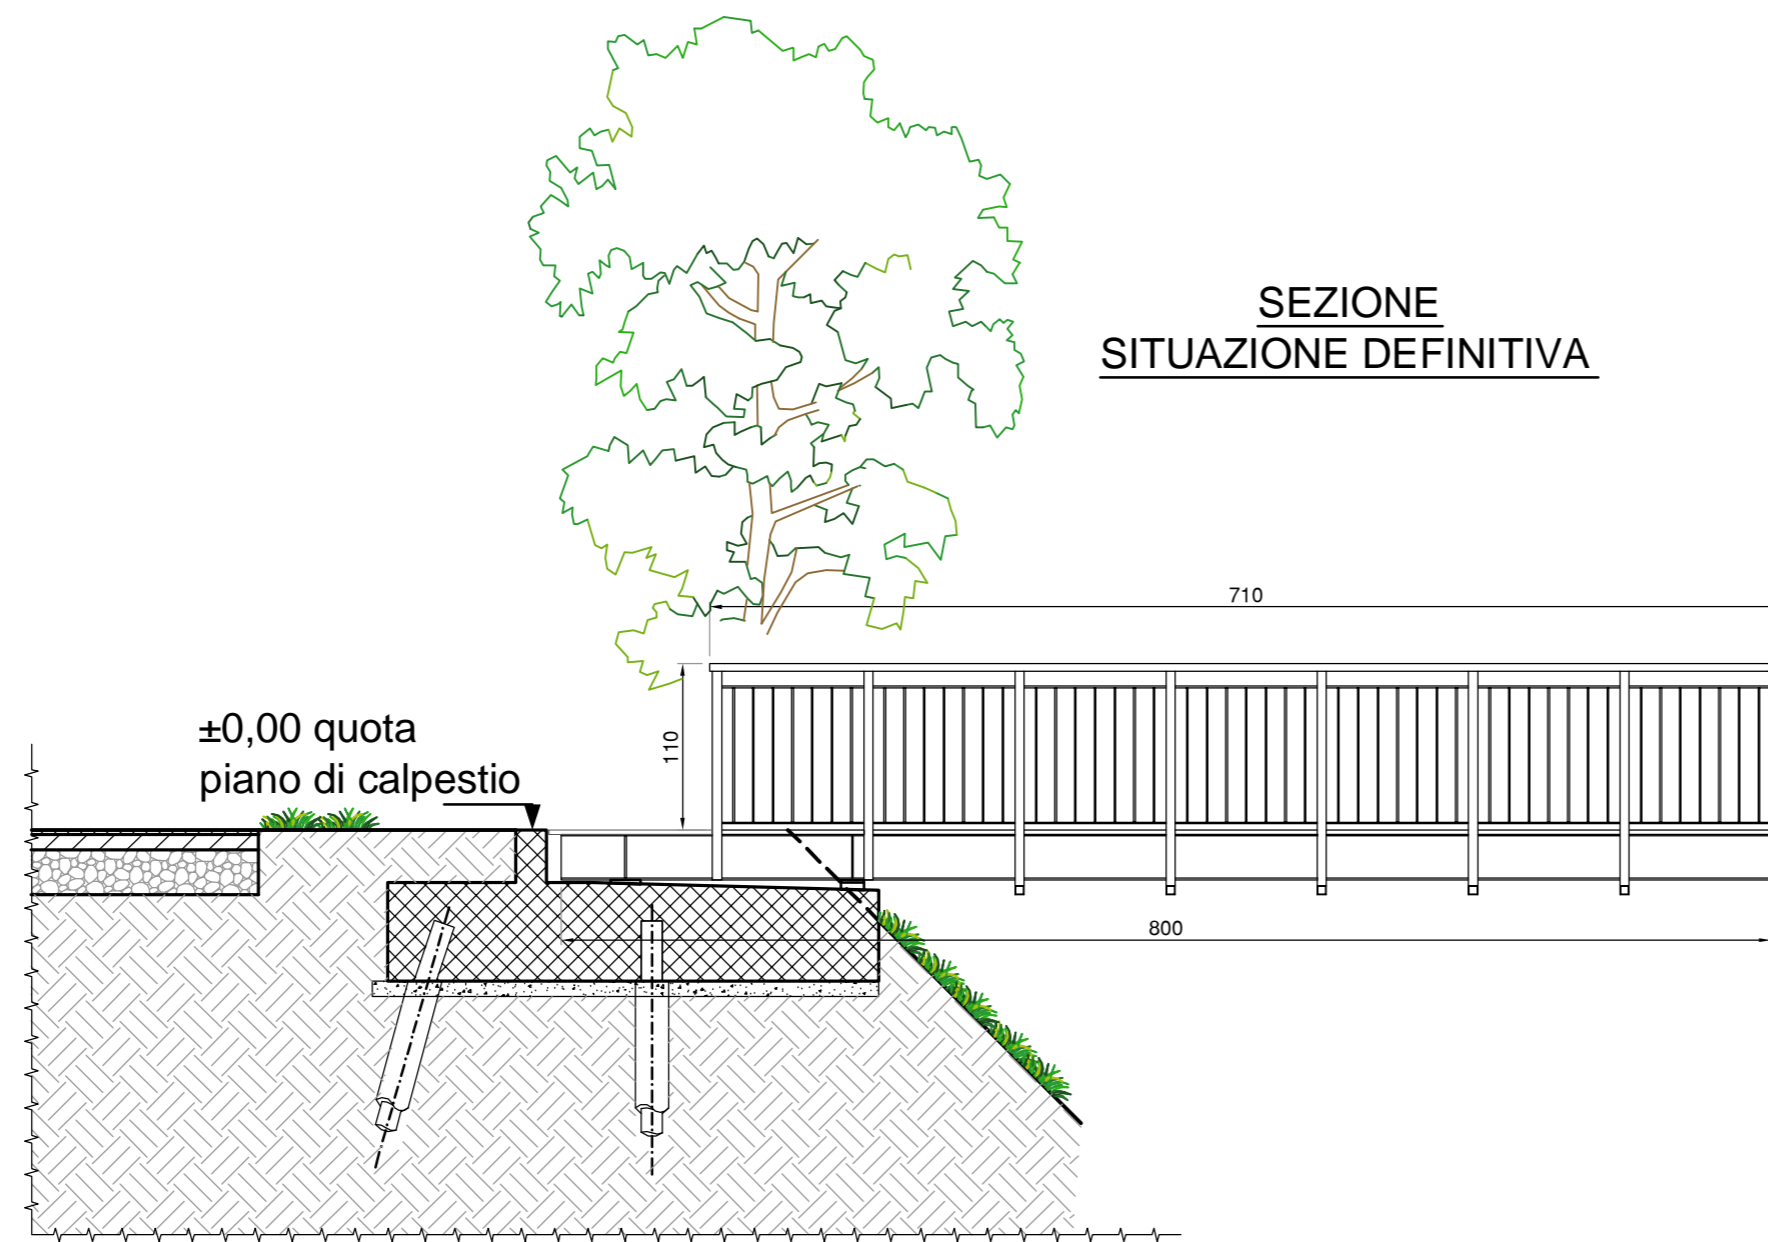 SEZIONE
SITUAZIONE DEFINITIVA
710
110
±0,00 quota
piano di calpestio
800